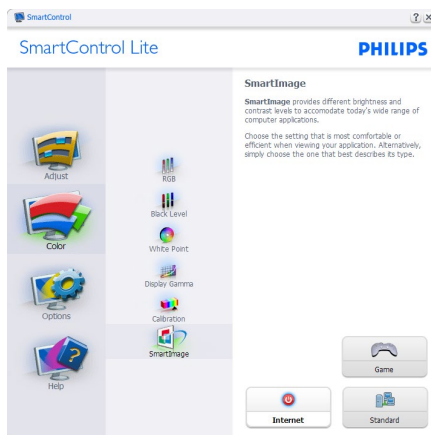 SmartControl
SmartControl Lite
PHILIPS
Adjust
Color
Options
Help
RGB
Black Level
White Point
Display Gamma
Calibration
SmartImage
SmartImage
SmartImage provides different brightness and
contrast levels to accomodate today's wide range of
computer applications.
Choose the setting that is most comfortable or
efficient when viewing your application. Alternatively,
simply choose the one that best describes its type.
Game
Internet
Standard